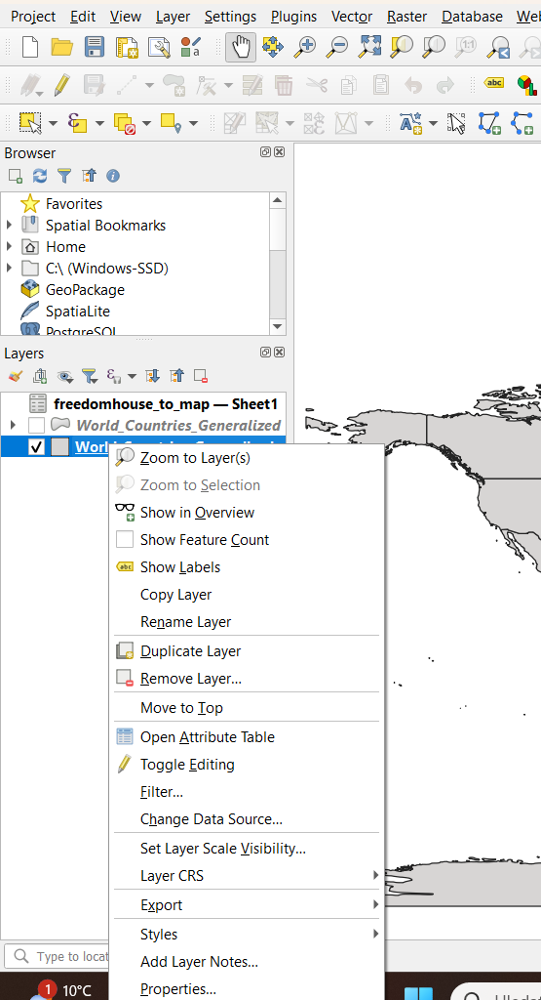 Project Edit View Layer Settings Plugins Vector Raster Database We
1:1
abc
ε
Browser
Favorites
Spatial Bookmarks
Home
C:\ (Windows-SSD)
GeoPackage
SpatiaLite
PostgreSQL
Layers
ε
freedomhouse_to_map — Sheet1
World_Countries_Generalized
World_Countries_Generalized
Zoom to Layer(s)
Zoom to Selection
Show in Overview
Show Feature Count
abc Show Labels
Copy Layer
Rename Layer
Duplicate Layer
Remove Layer...
Move to Top
Open Attribute Table
Toggle Editing
Filter...
Change Data Source...
Set Layer Scale Visibility...
Layer CRS
Export
Styles
Add Layer Notes...
Properties...
Type to locat
1 10°C